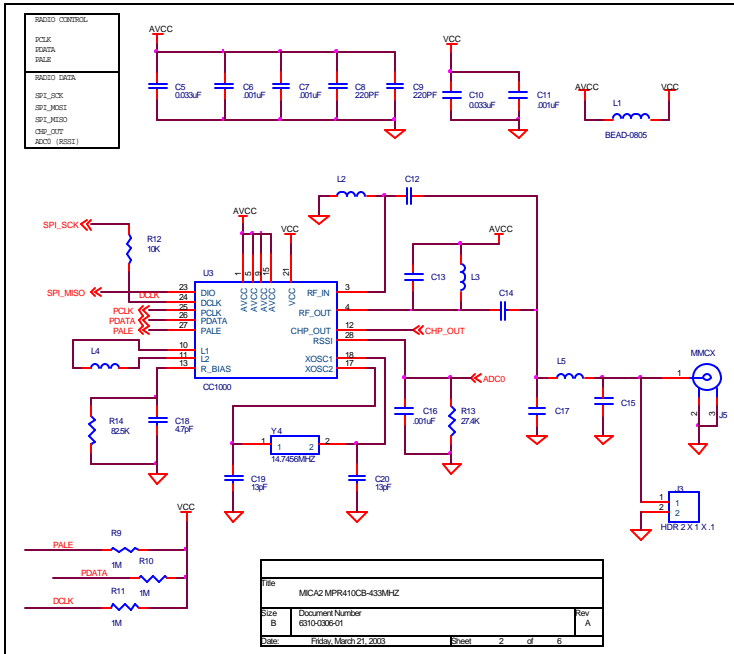 RADIO CONTROL
PCLK
PDATA
PALE
RADIO DATA
SPI_SCK
SPI_MOSI
SPI_MISO
CHP_OUT
ADC0 (RSSI)
AVCC
C5
0.033uF
C6
.001uF
C7
.001uF
C8
220PF
C9
220PF
VCC
C10
0.033uF
C11
.001uF
AVCC
VCC
L1
BEAD-0805
L2
C12
SPI_SCK
R12
10K
AVCC
VCC
AVCC
C13
L3
C14
U3
1
5
9
15
21
AVCC
AVCC
AVCC
AVCC
VCC
SPI_MISO
DCLK
PCLK
PDATA
PALE
23
24
25
26
27
10
11
13
DIO
DCLK
PCLK
PDATA
PALE
L1
L2
R_BIAS
RF_IN
RF_OUT
CHP_OUT
RSSI
XOSC1
XOSC2
3
4
12
28
18
17
CC1000
CHP_OUT
ADC0
L4
R14
82.5K
C18
4.7pF
C16
.001uF
R13
27.4K
Y4
1
1
2
2
14.7456MHZ
C19
13pF
C20
13pF
L5
C17
C15
MMCX
1
2
3
J5
J3
1
2
1
2
HDR 2 X 1 X .1
VCC
PALE
R9
1M
PDATA
R10
1M
DCLK
R11
1M
Title
MICA2 MPR410CB-433MHZ
Size
B
Document Number
6310-0306-01
Rev
A
Date:
Friday, March 21, 2003
Sheet
2
of
6